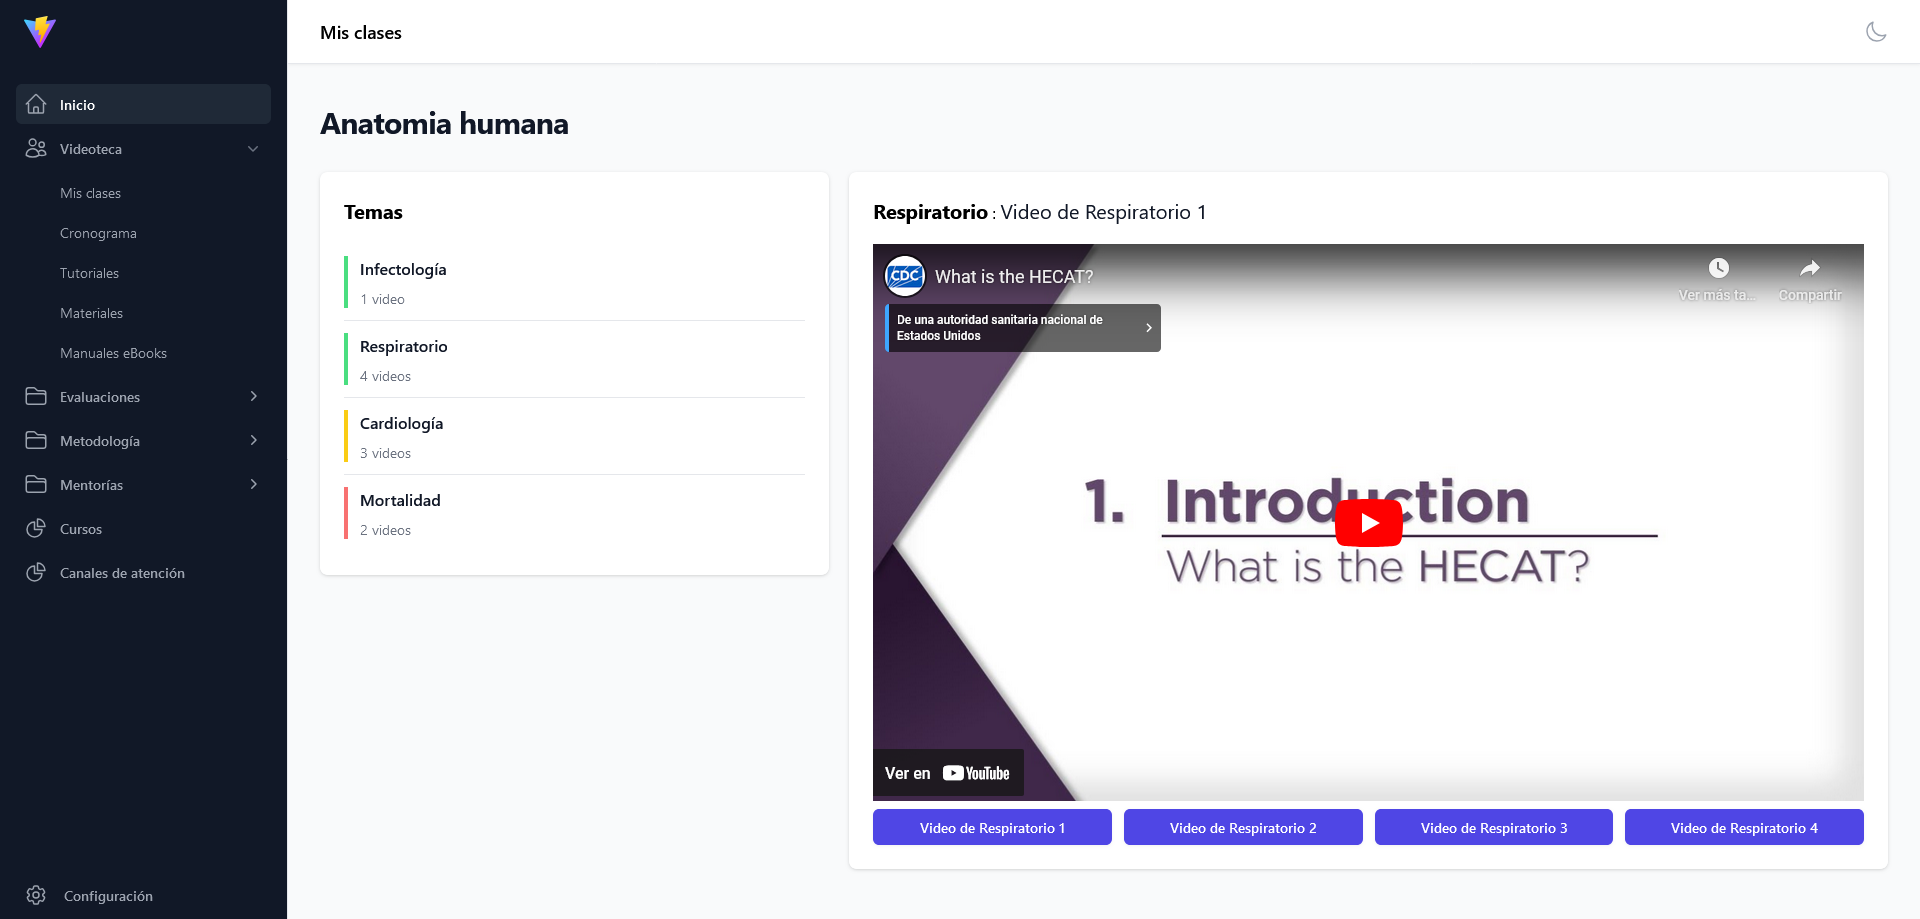 Mis clases
Inicio
Videoteca
Mis clases
Cronograma
Tutoriales
Materiales
Manuales eBooks
Evaluaciones
Metodología
Mentorías
Cursos
Canales de atención
Configuración
Anatomia humana
Temas
Infectología
1 video
Respiratorio
4 videos
Cardiología
3 videos
Mortalidad
2 videos
Respiratorio : Video de Respiratorio 1
CDC
What is the HECAT?
Ver más ta...
Compartir
De una autoridad sanitaria nacional de
Estados Unidos
1. Introduction
What is the HECAT?
Ver en YouTube
Video de Respiratorio 1
Video de Respiratorio 2
Video de Respiratorio 3
Video de Respiratorio 4